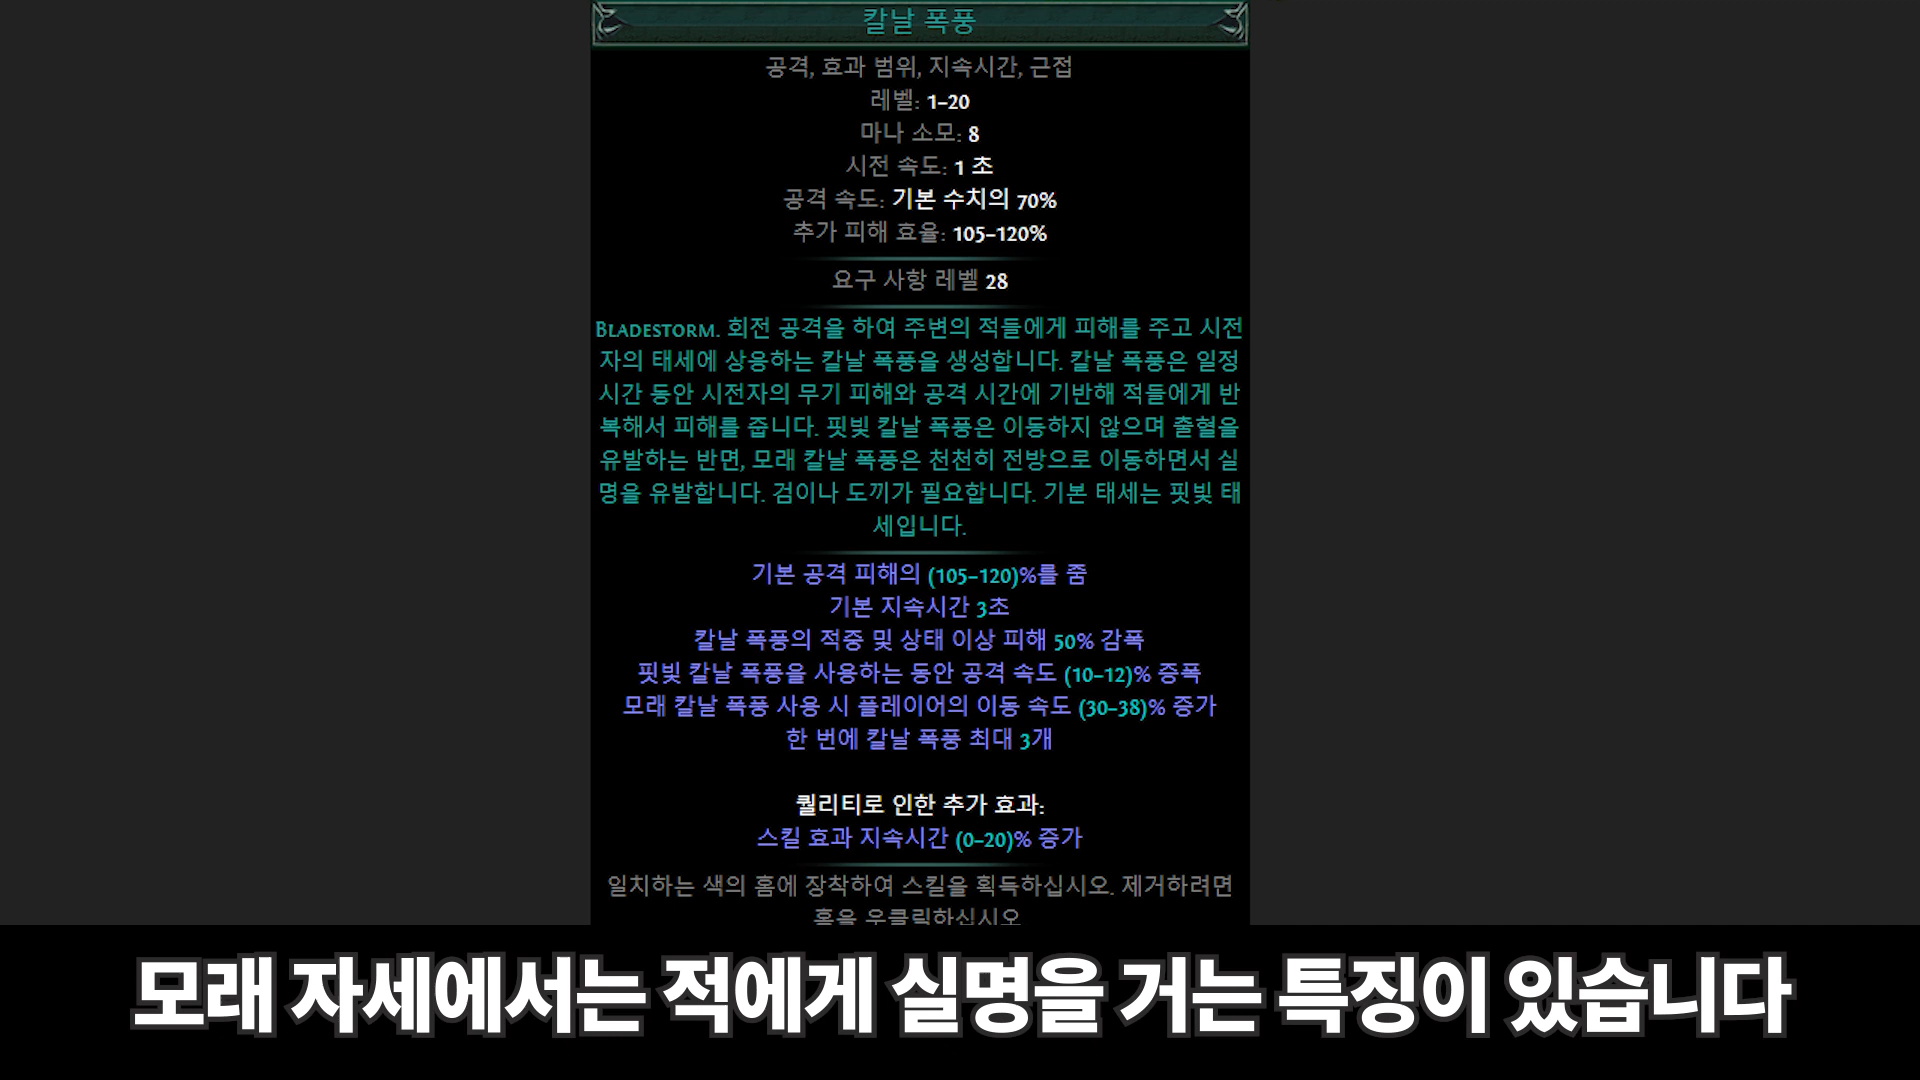 칼날 폭풍
공격, 효과 범위, 지속시간, 근접
레벨: 1–20
마나 소모: 8
시전 속도: 1 초
공격 속도: 기본 수치의 70%
추가 피해 효율: 105–120%
요구 사항 레벨 28
Bladestorm. 회전 공격을 하여 주변의 적들에게 피해를 주고 시전
자의 태세에 상응하는 칼날 폭풍을 생성합니다. 칼날 폭풍은 일정
시간 동안 시전자의 무기 피해와 공격 시간에 기반해 적들에게 반
복해서 피해를 줍니다. 핏빛 칼날 폭풍은 이동하지 않으며 출혈을
유발하는 반면, 모래 칼날 폭풍은 천천히 전방으로 이동하면서 실
명을 유발합니다. 검이나 도끼가 필요합니다. 기본 태세는 핏빛 태
세입니다.
기본 공격 피해의 (105–120)%를 줌
기본 지속시간 3초
칼날 폭풍의 적중 및 상태 이상 피해 50% 감폭
핏빛 칼날 폭풍을 사용하는 동안 공격 속도 (10–12)% 증폭
모래 칼날 폭풍 사용 시 플레이어의 이동 속도 (30–38)% 증가
한 번에 칼날 폭풍 최대 3개
퀄리티로 인한 추가 효과:
스킬 효과 지속시간 (0–20)% 증가
일치하는 색의 홈에 장착하여 스킬을 획득하십시오. 제거하려면
홈을 우클릭하십시오
모래 자세에서는 적에게 실명을 거는 특징이 있습니다